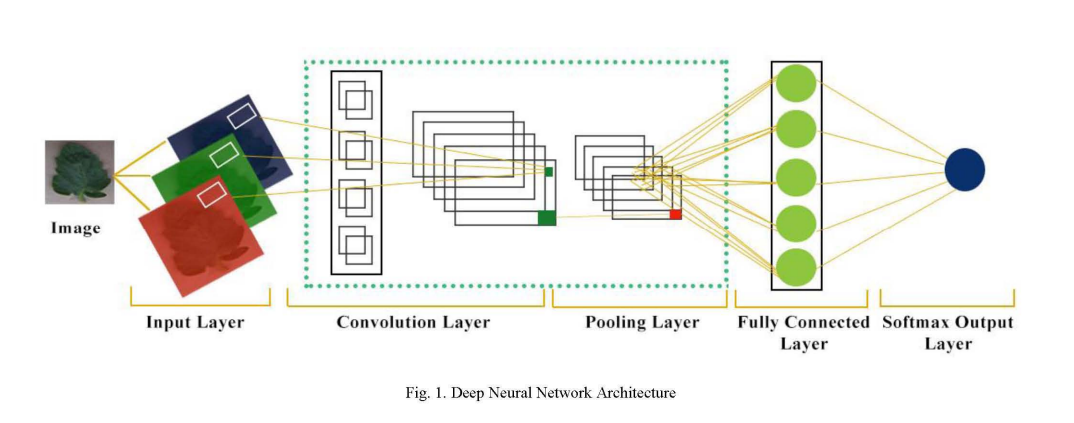 Image
Input Layer
Convolution Layer
Pooling Layer
Fully Connected
Layer
Softmax Output
Layer
Fig. 1. Deep Neural Network Architecture